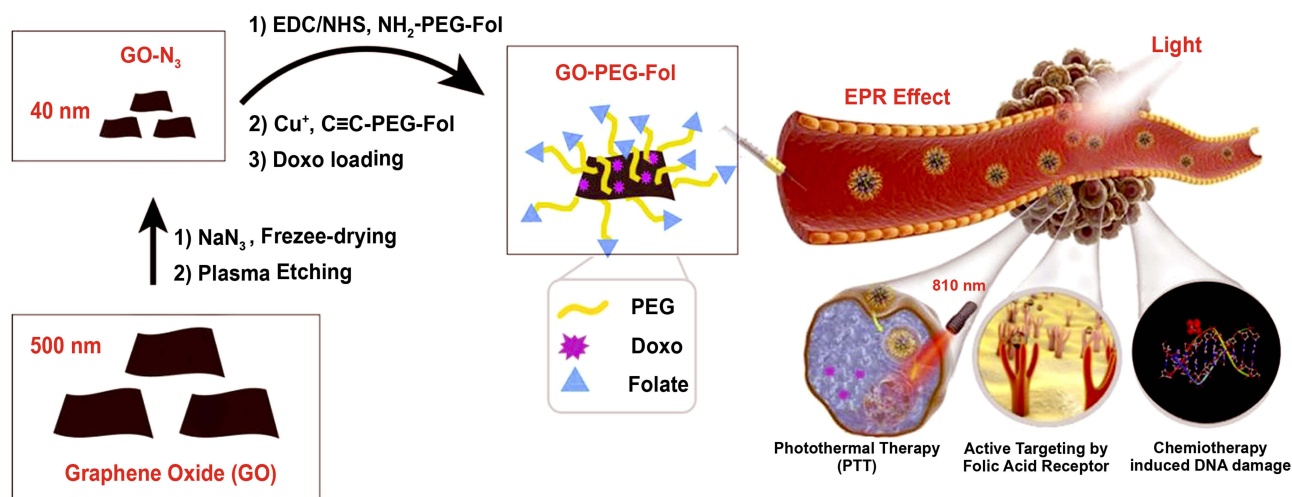 GO-N₃
40 nm
1) EDC/NHS, NH₂-PEG-Fol
2) Cu⁺, C≡C-PEG-Fol
3) Doxo loading
1) NaN₃, Frezee-drying
2) Plasma Etching
500 nm
Graphene Oxide (GO)
GO-PEG-Fol
PEG
Doxo
Folate
EPR Effect
Light
810 nm
Photothermal Therapy
(PTT)
Active Targeting by
Folic Acid Receptor
Chemiotherapy
induced DNA damage